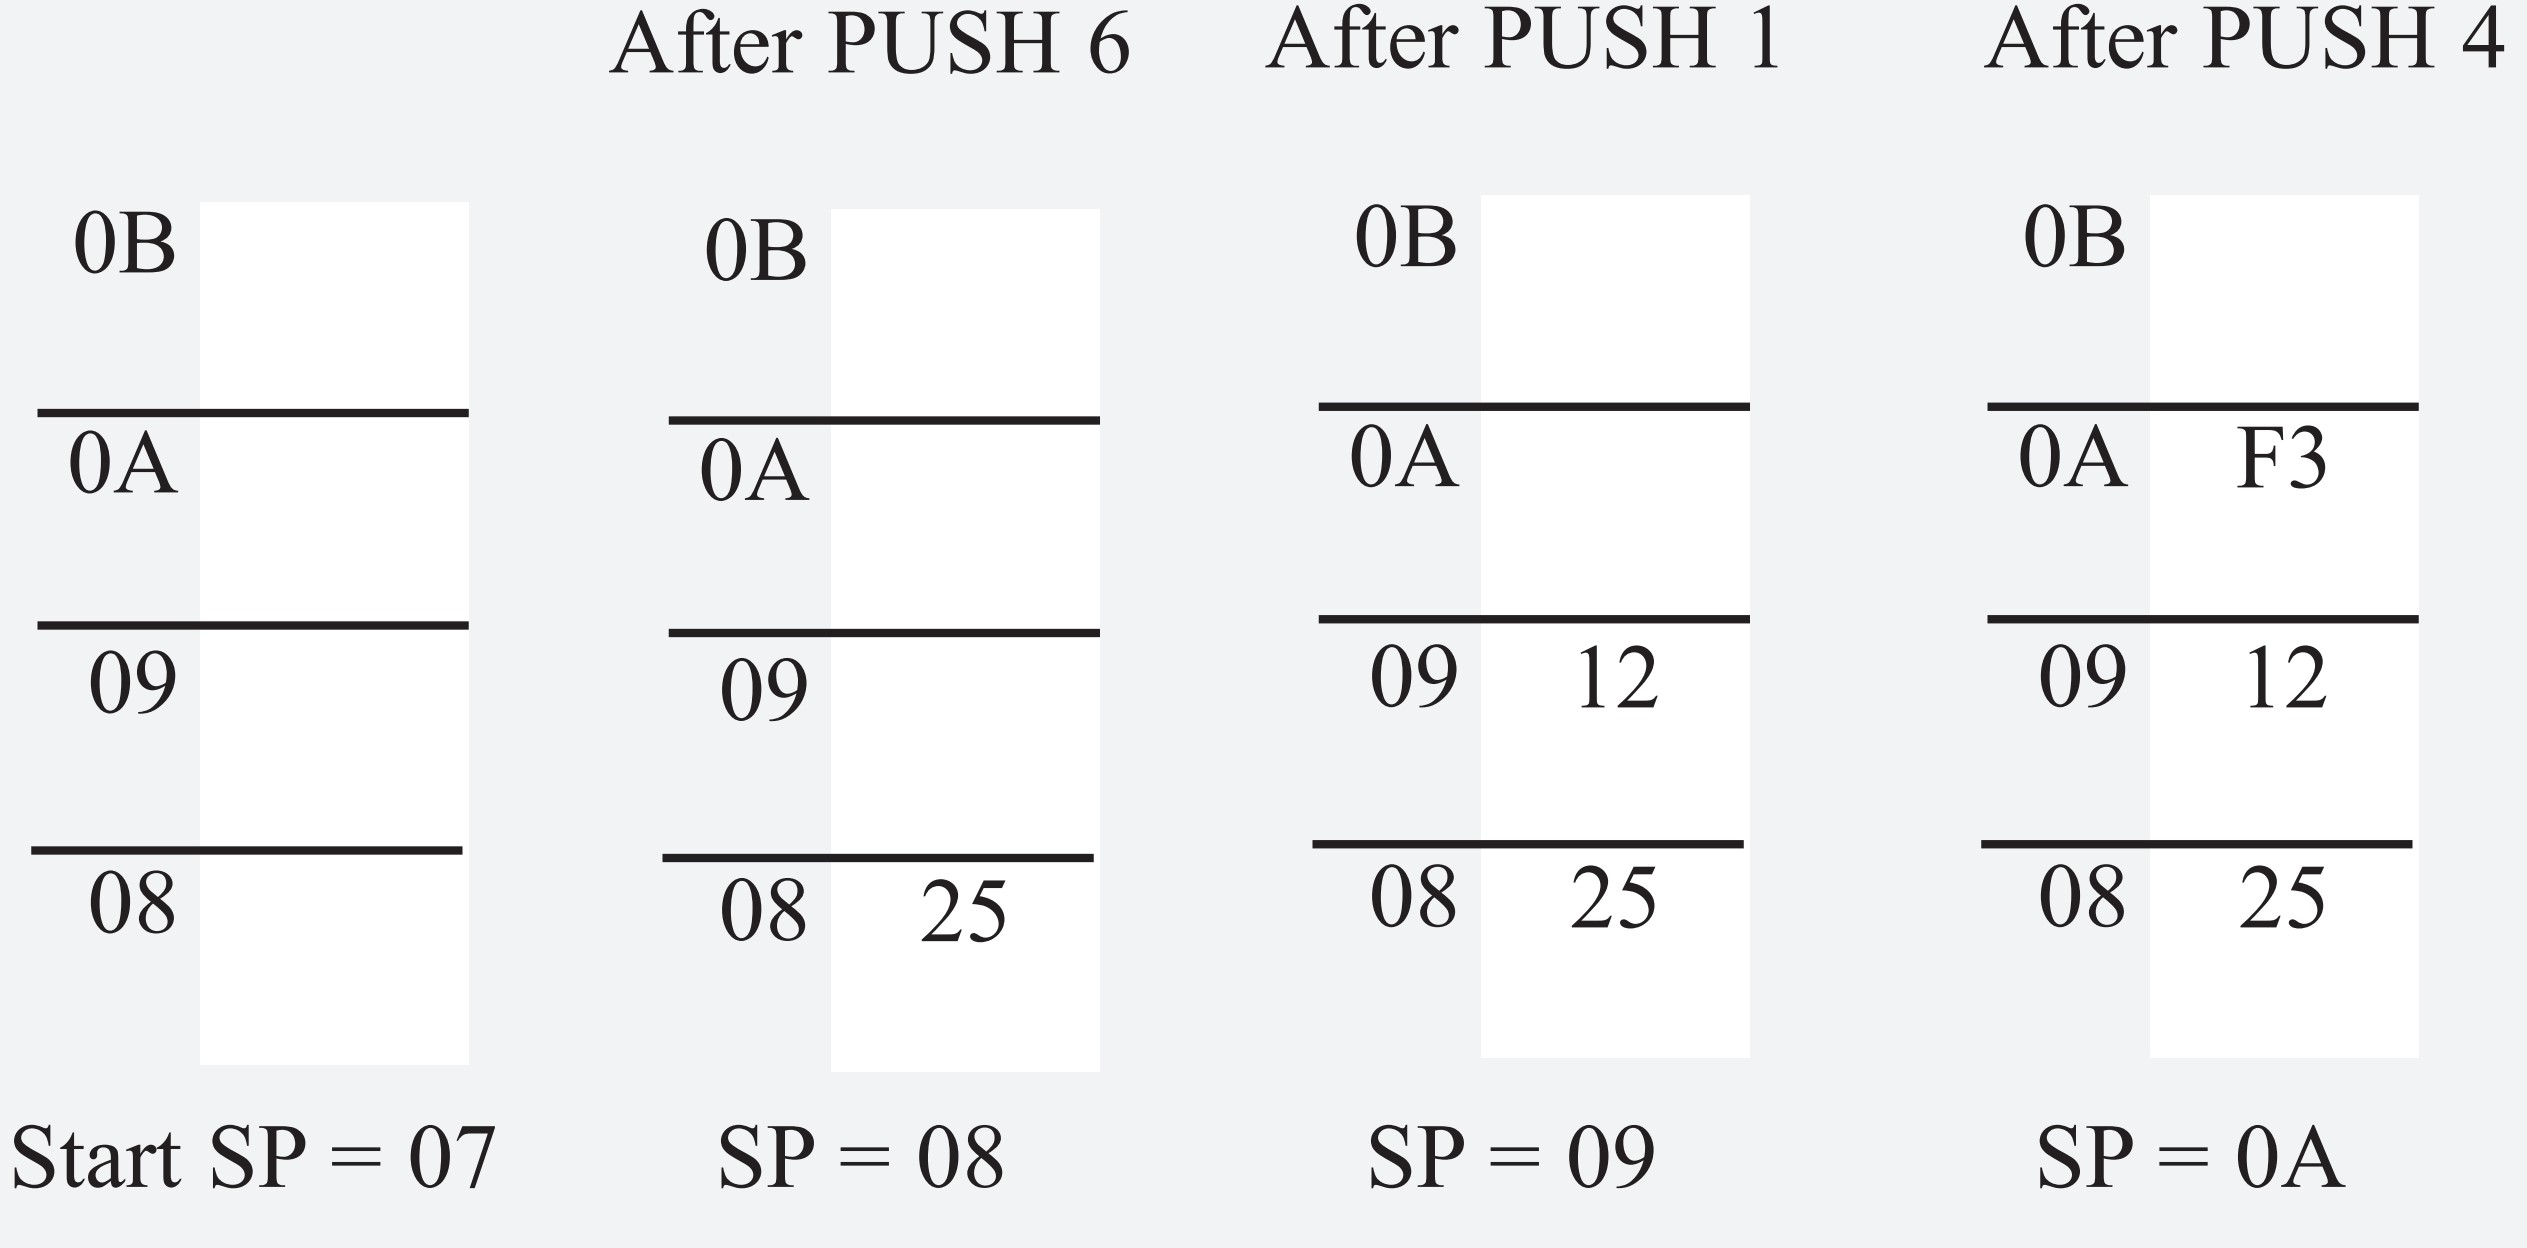 After PUSH 6 After PUSH 1 After PUSH 4
0B 0B 0B 0B
0A 0A 0A 0A F3
09 09 09 12 09 12
08 08 25 08 25 08 25
Start SP = 07 SP = 08 SP = 09 SP = 0A